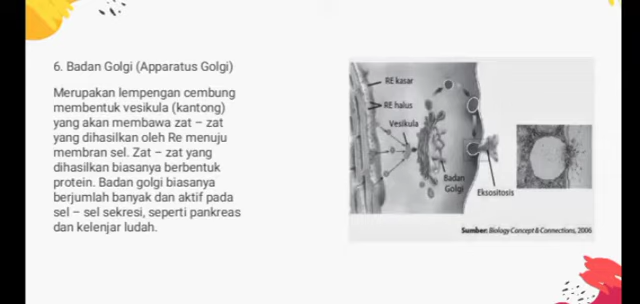 6. Badan Golgi (Apparatus Golgi)
Merupakan lempengan cembung
membentuk vesikula (kantong)
yang akan membawa zat – zat
yang dihasilkan oleh Re menuju
membran sel. Zat – zat yang
dihasilkan biasanya berbentuk
protein. Badan golgi biasanya
berjumlah banyak dan aktif pada
sel – sel sekresi, seperti pankreas
dan kelenjar ludah.
RE kasar
RE halus
Vesikula
Badan
Golgi
Eksositosis
Sumber: Biology Concept & Connections, 2006